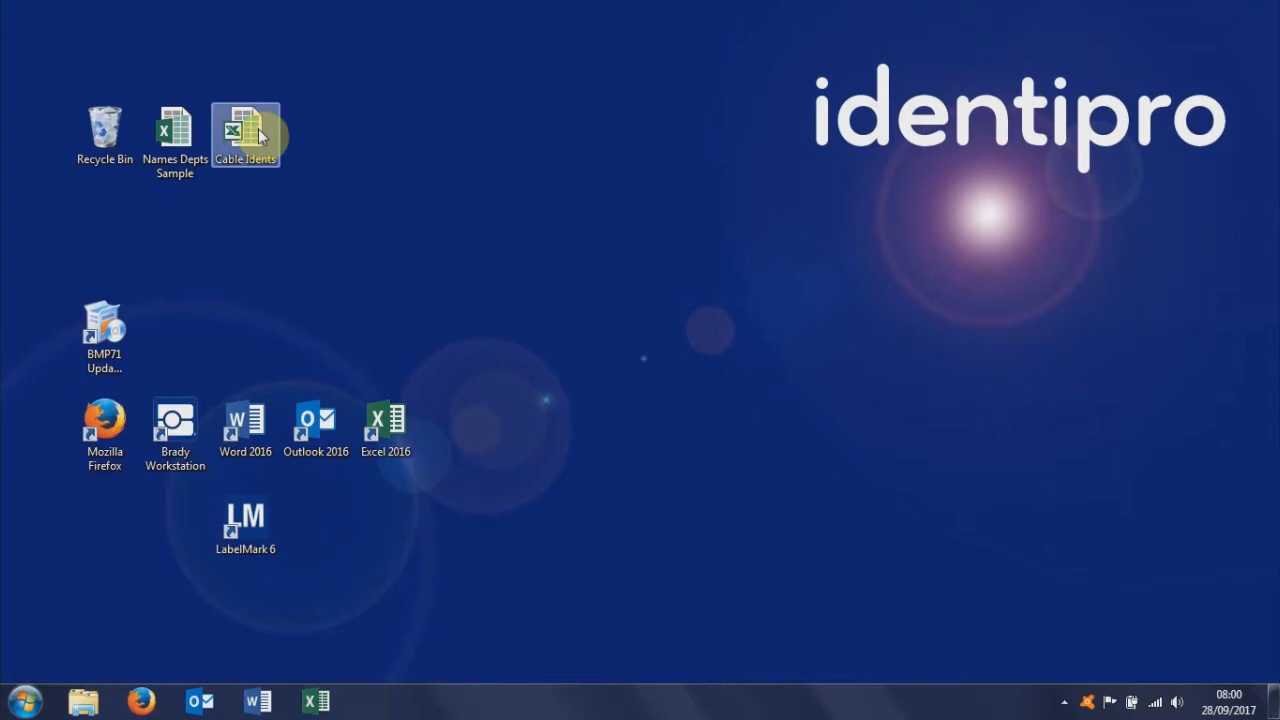 identipro
Recycle Bin
Names Depts
Sample
Cable Idents
BMP71
Upda...
Mozilla
Firefox
Brady
Workstation
Word 2016
Outlook 2016
Excel 2016
LM
LabelMark 6
08:00
28/09/2017